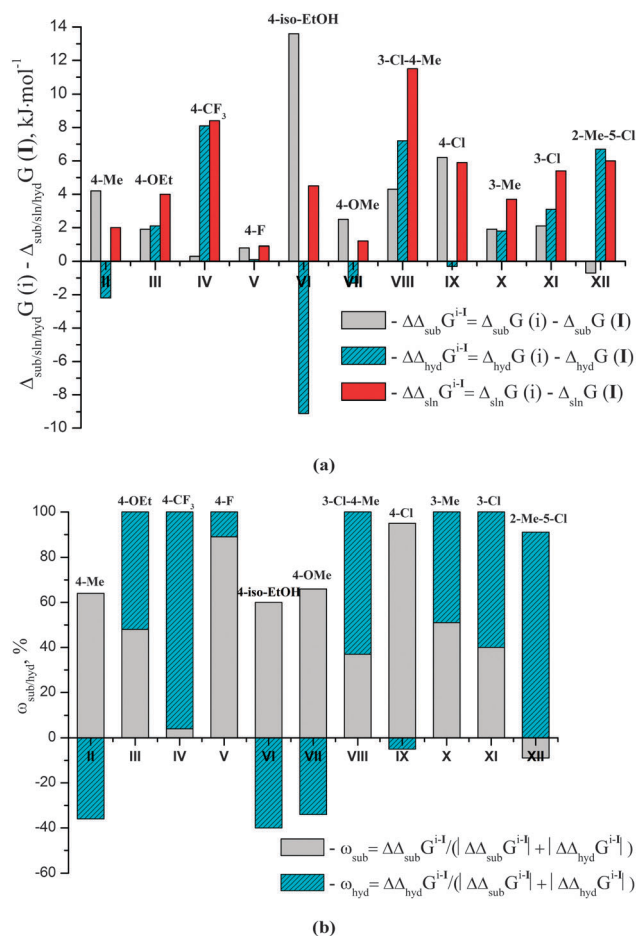 Δsub/sln/hydG (i) - Δsub/sln/hydG (I), kJ·mol⁻¹
14
12
10
8
6
4
2
0
-2
-4
-6
-8
-10
4-Me
4-OEt
4-CF₃
4-F
4-iso-EtOH
4-OMe
3-Cl-4-Me
4-Cl
3-Me
3-Cl
2-Me-5-Cl
II III IV V VI VII VIII IX X XI XII
- ΔΔsubGⁱ⁻ᴵ= ΔsubG (i) - ΔsubG (I)
- ΔΔhydGⁱ⁻ᴵ= ΔhydG (i) - ΔhydG (I)
- ΔΔslnGⁱ⁻ᴵ= ΔslnG (i) - ΔslnG (I)
(a)
ωsub/hyd, %
100
80
60
40
20
0
-20
-40
-60
4-Me
4-OEt
4-CF₃
4-F
4-iso-EtOH
4-OMe
3-Cl-4-Me
4-Cl
3-Me
3-Cl
2-Me-5-Cl
II III IV V VI VII VIII IX X XI XII
- ωsub= ΔΔsubGⁱ⁻ᴵ/(| ΔΔsubGⁱ⁻ᴵ| + | ΔΔhydGⁱ⁻ᴵ| )
- ωhyd= ΔΔhydGⁱ⁻ᴵ/(| ΔΔsubGⁱ⁻ᴵ| + | ΔΔhydGⁱ⁻ᴵ| )
(b)